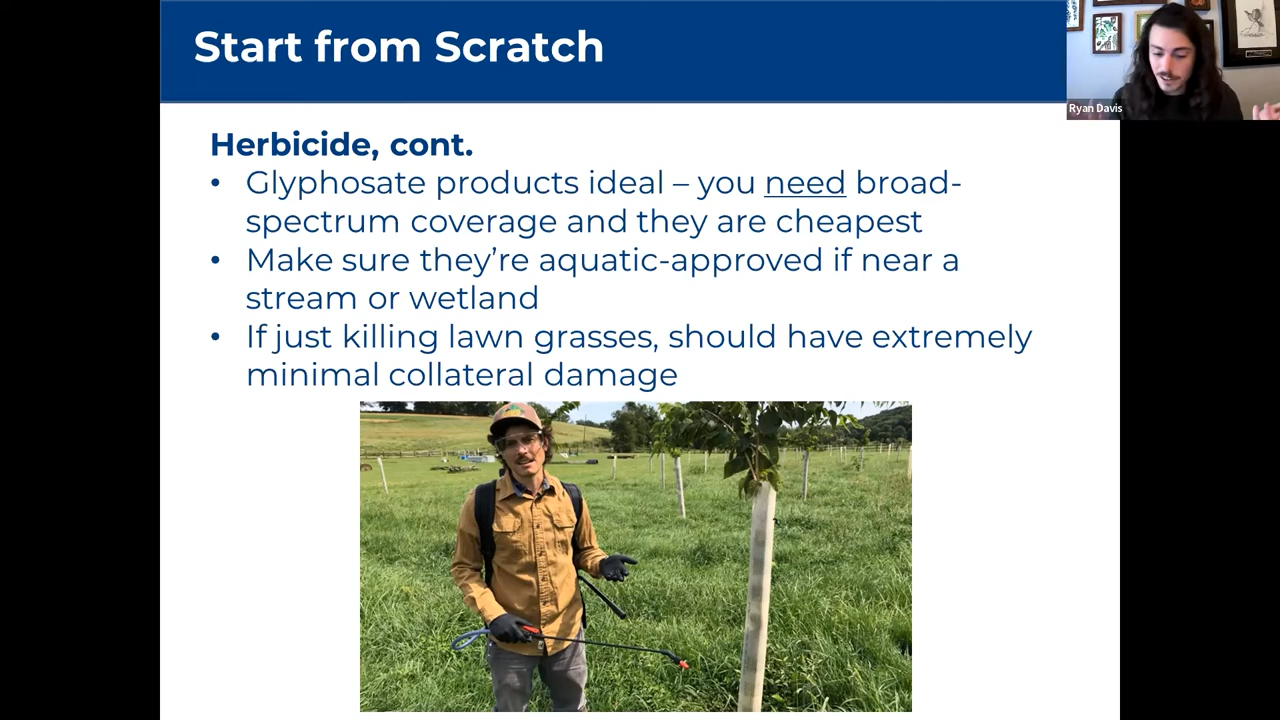 Start from Scratch
Ryan Davis
Herbicide, cont.
• Glyphosate products ideal – you need broad-
spectrum coverage and they are cheapest
• Make sure they’re aquatic-approved if near a
stream or wetland
• If just killing lawn grasses, should have extremely
minimal collateral damage